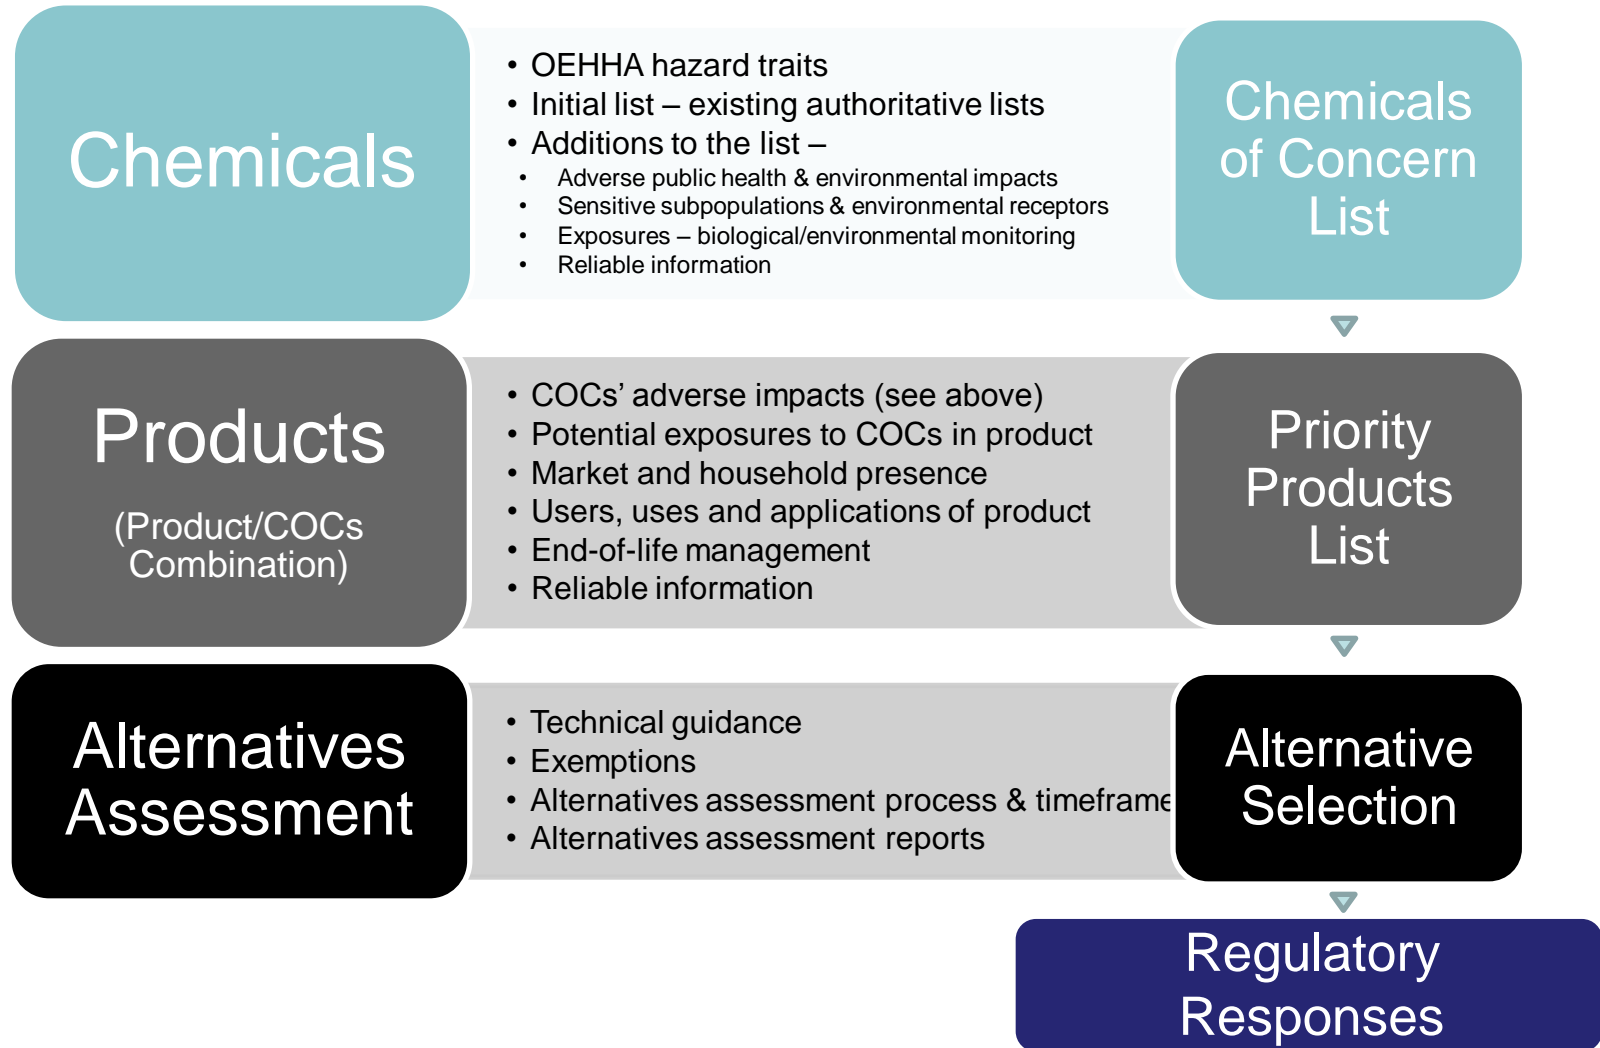 Chemicals
• OEHHA hazard traits
• Initial list – existing authoritative lists
• Additions to the list –
• Adverse public health & environmental impacts
• Sensitive subpopulations & environmental receptors
• Exposures – biological/environmental monitoring
• Reliable information
Chemicals
of Concern
List
Products
(Product/COCs
Combination)
• COCs’ adverse impacts (see above)
• Potential exposures to COCs in product
• Market and household presence
• Users, uses and applications of product
• End-of-life management
• Reliable information
Priority
Products
List
Alternatives
Assessment
• Technical guidance
• Exemptions
• Alternatives assessment process & timeframe
• Alternatives assessment reports
Alternative
Selection
Regulatory
Responses